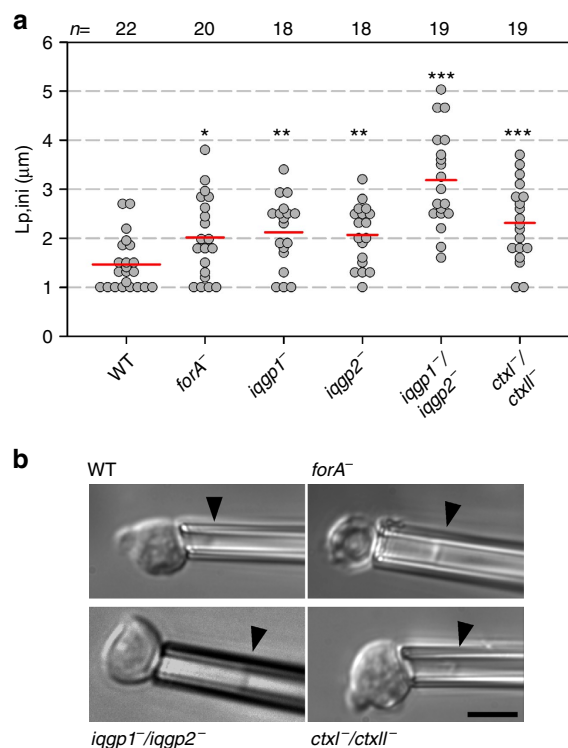 a
n= 22 20 18 18 19 19
6
5
4
3
2
1
0
Lp,ini (μm)
* ** ** *** ***
WT
forA⁻
iqgp1⁻
iqgp2⁻
iqgp1⁻/
iqgp2⁻
ctxI⁻/
ctxII⁻
b
WT forA⁻
iqgp1⁻/iqgp2⁻ ctxI⁻/ctxII⁻